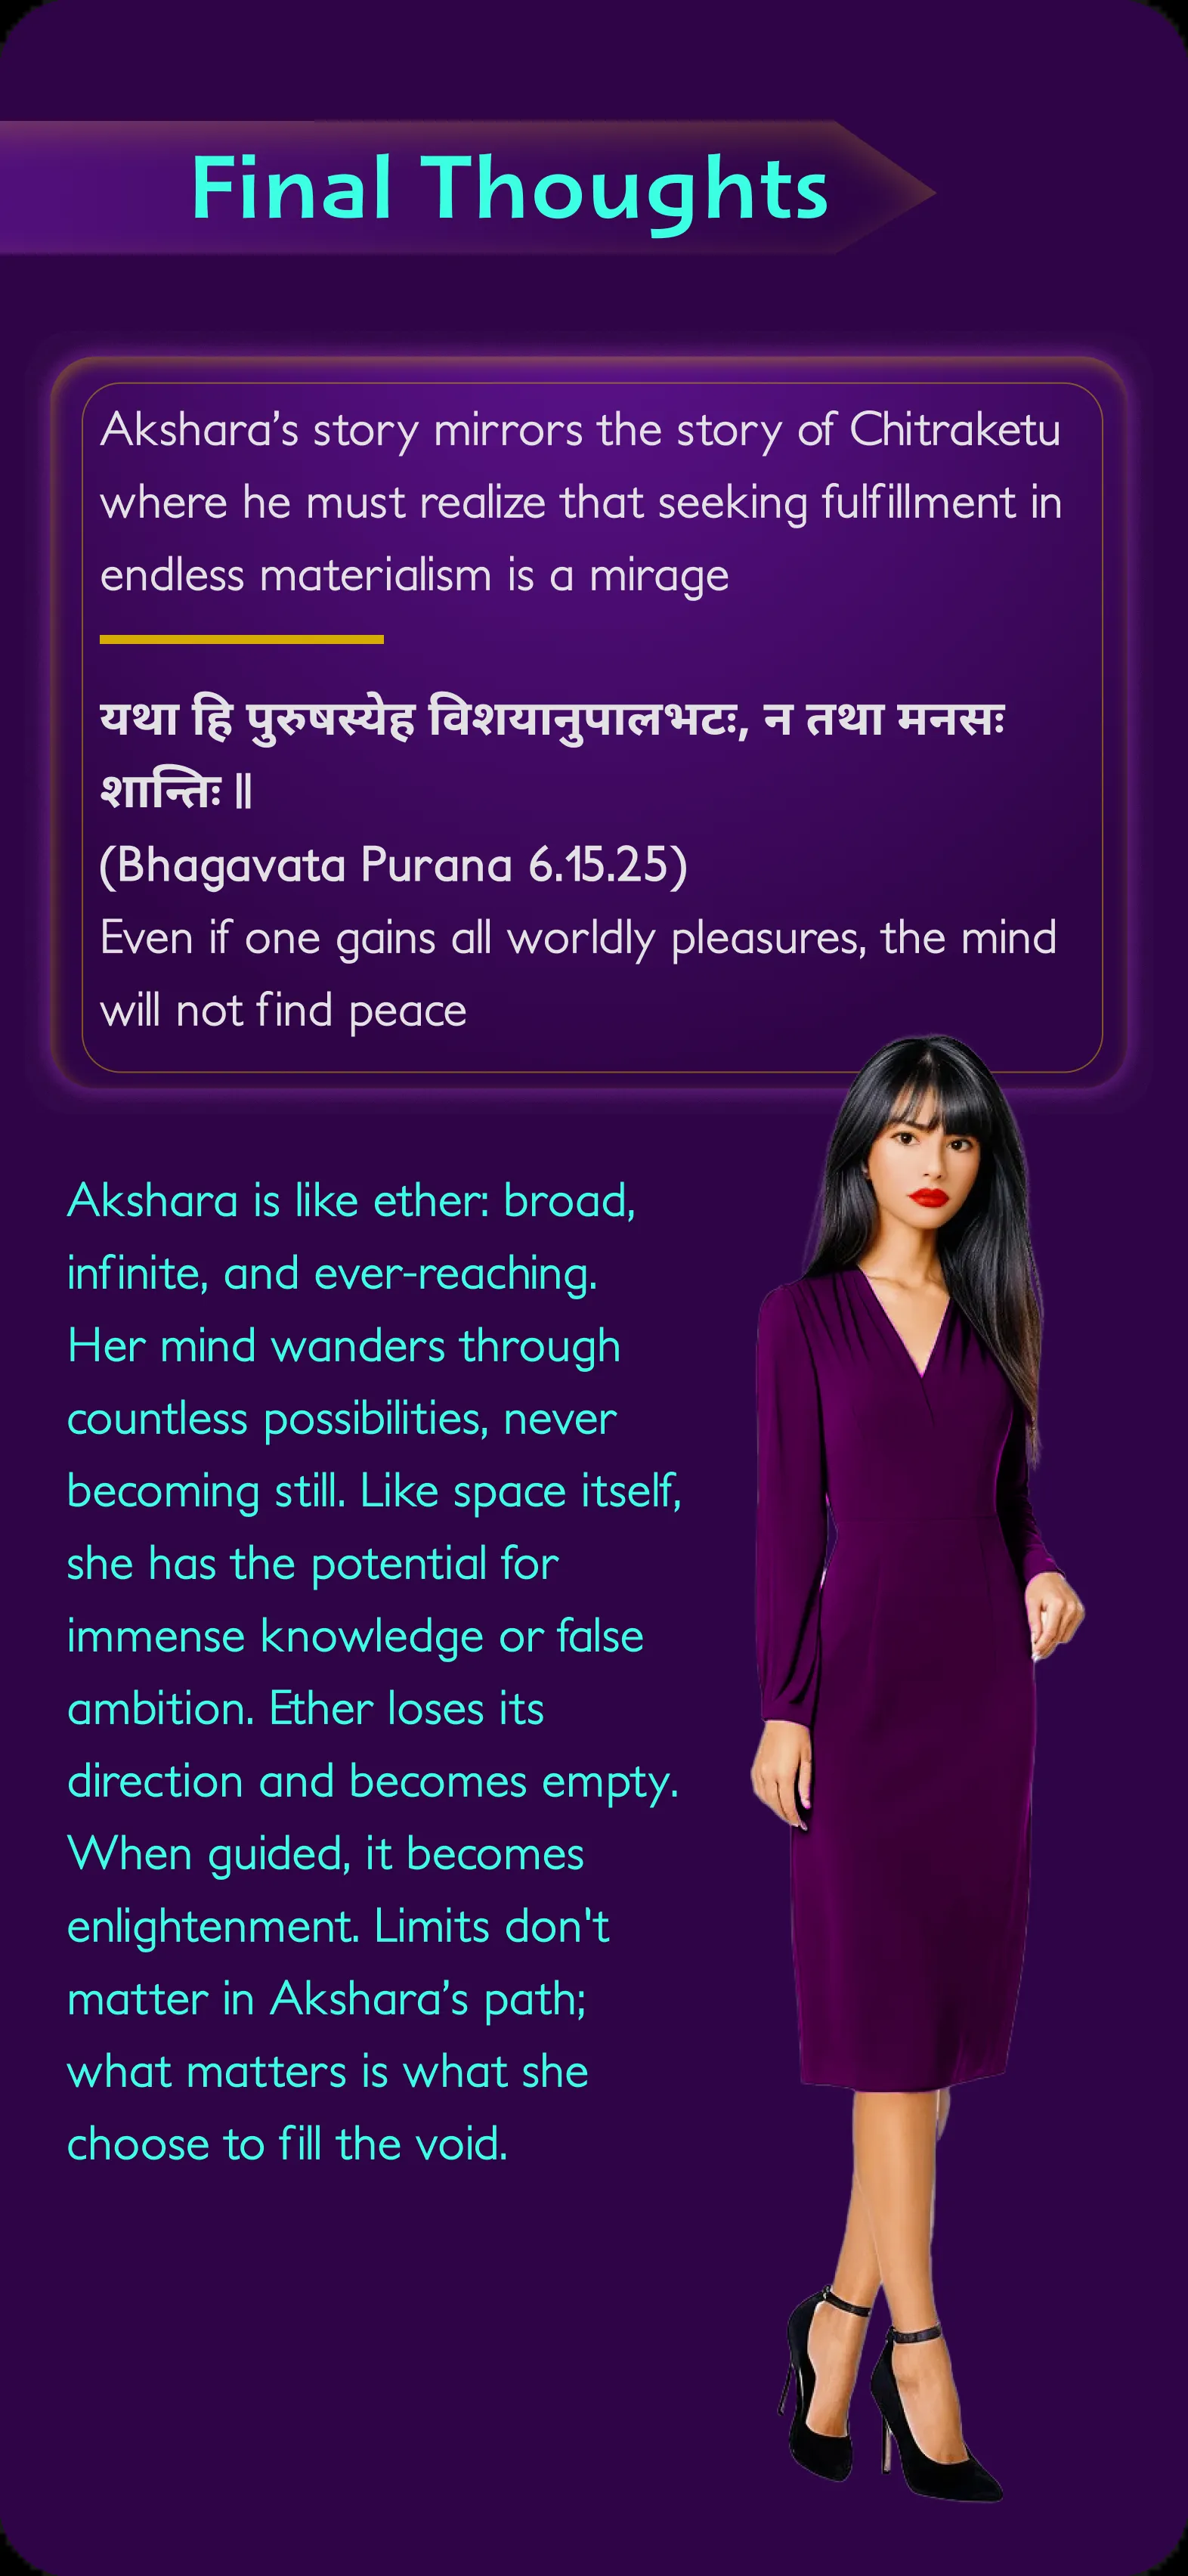 Final Thoughts
Akshara’s story mirrors the story of Chitraketu
where he must realize that seeking fulfillment in
endless materialism is a mirage
यथा हि पुरुषस्येह विशयानुपालभटः, न तथा मनसः
शान्तिः ॥
(Bhagavata Purana 6.15.25)
Even if one gains all worldly pleasures, the mind
will not find peace
Akshara is like ether: broad,
infinite, and ever-reaching.
Her mind wanders through
countless possibilities, never
becoming still. Like space itself,
she has the potential for
immense knowledge or false
ambition. Ether loses its
direction and becomes empty.
When guided, it becomes
enlightenment. Limits don't
matter in Akshara’s path;
what matters is what she
choose to fill the void.